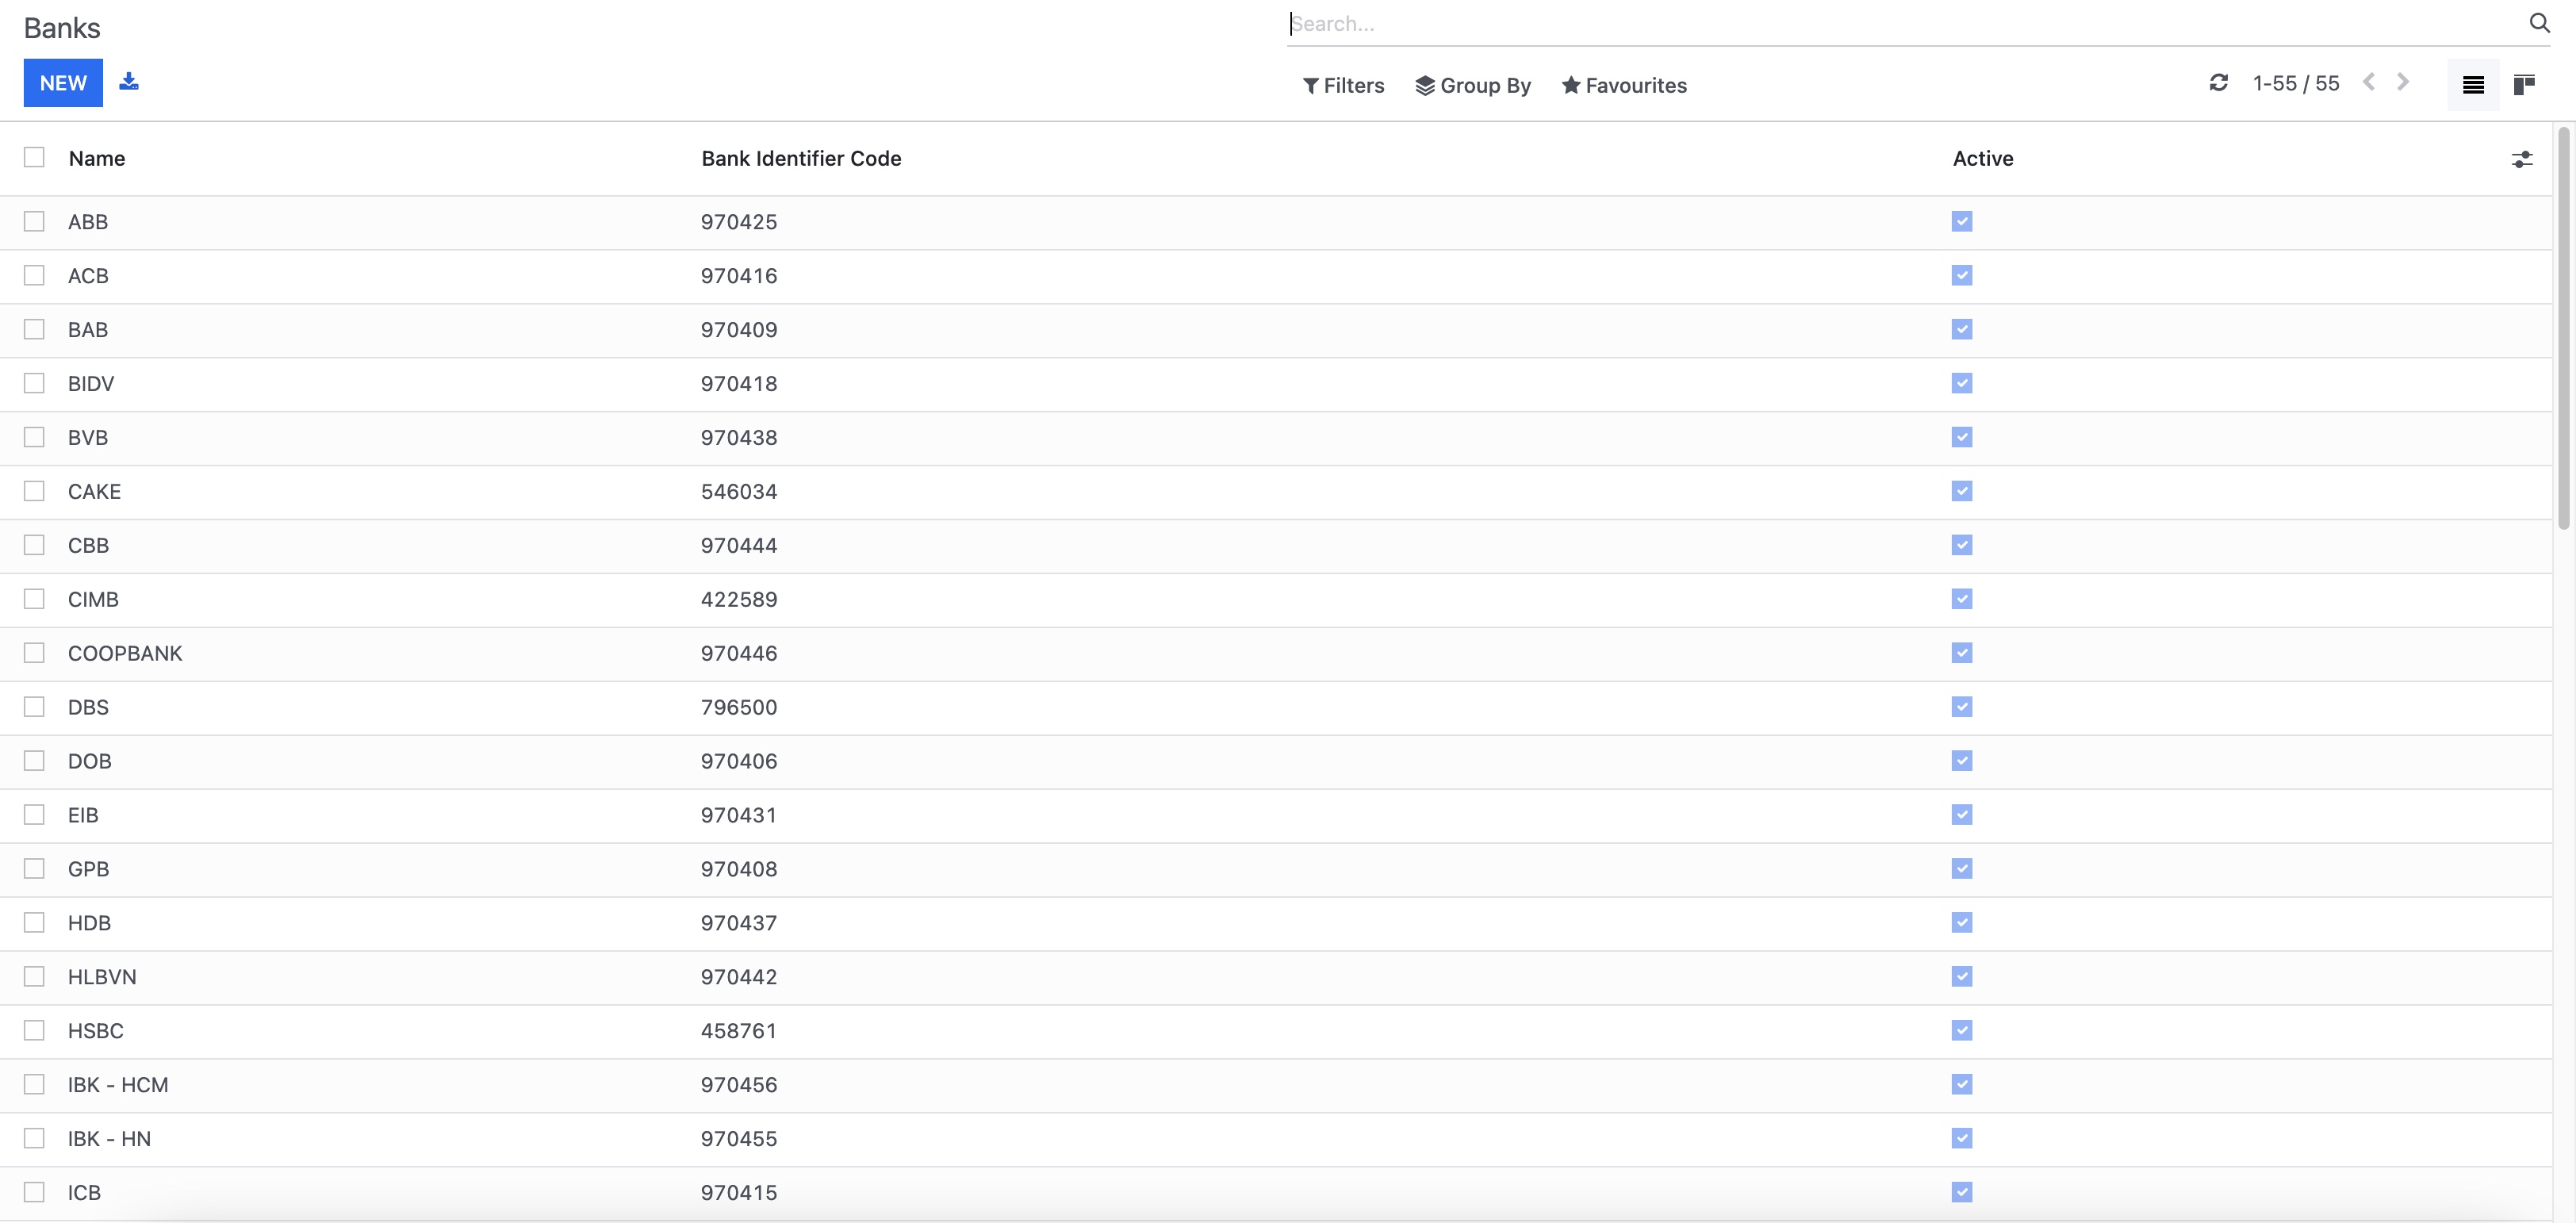 Banks
Search...
NEW
Filters Group By Favourites 1-55 / 55
Name Bank Identifier Code Active
ABB 970425
ACB 970416
BAB 970409
BIDV 970418
BVB 970438
CAKE 546034
CBB 970444
CIMB 422589
COOPBANK 970446
DBS 796500
DOB 970406
EIB 970431
GPB 970408
HDB 970437
HLBVN 970442
HSBC 458761
IBK - HCM 970456
IBK - HN 970455
ICB 970415